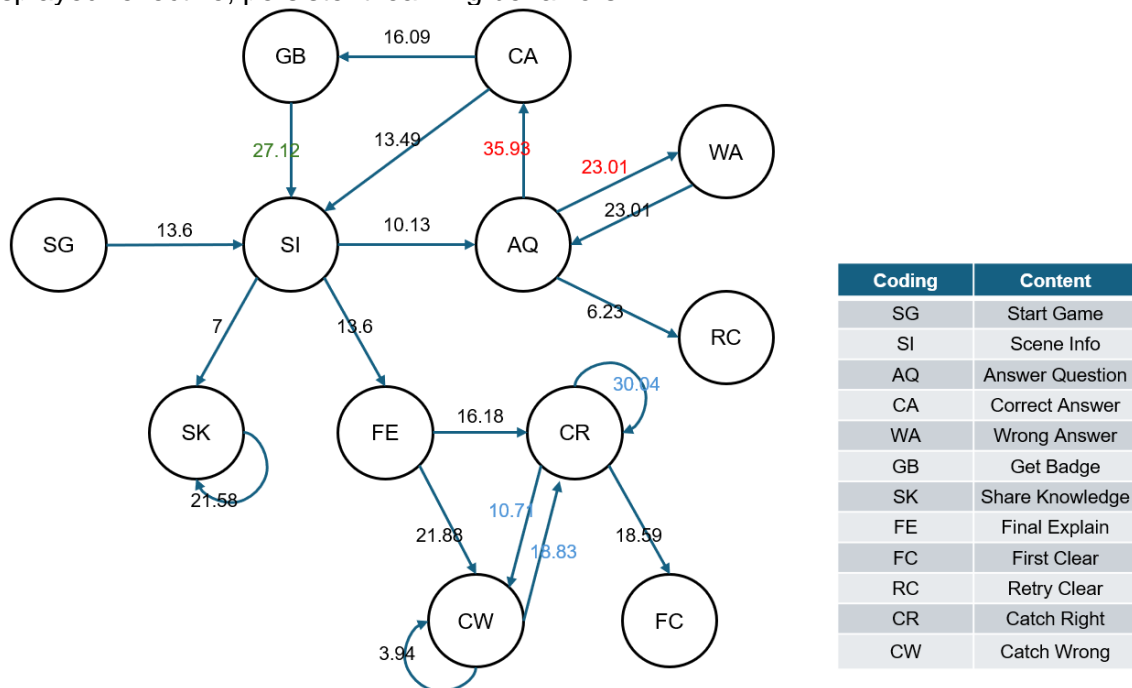 16.09
GB
CA
27.12
13.49
35.93
23.01
WA
23.01
SG
13.6
SI
10.13
AQ
6.23
RC
7
13.6
SK
21.58
FE
16.18
CR
30.04
21.88
10.71
18.83
18.59
CW
3.94
FC
Coding Content
SG Start Game
SI Scene Info
AQ Answer Question
CA Correct Answer
WA Wrong Answer
GB Get Badge
SK Share Knowledge
FE Final Explain
FC First Clear
RC Retry Clear
CR Catch Right
CW Catch Wrong